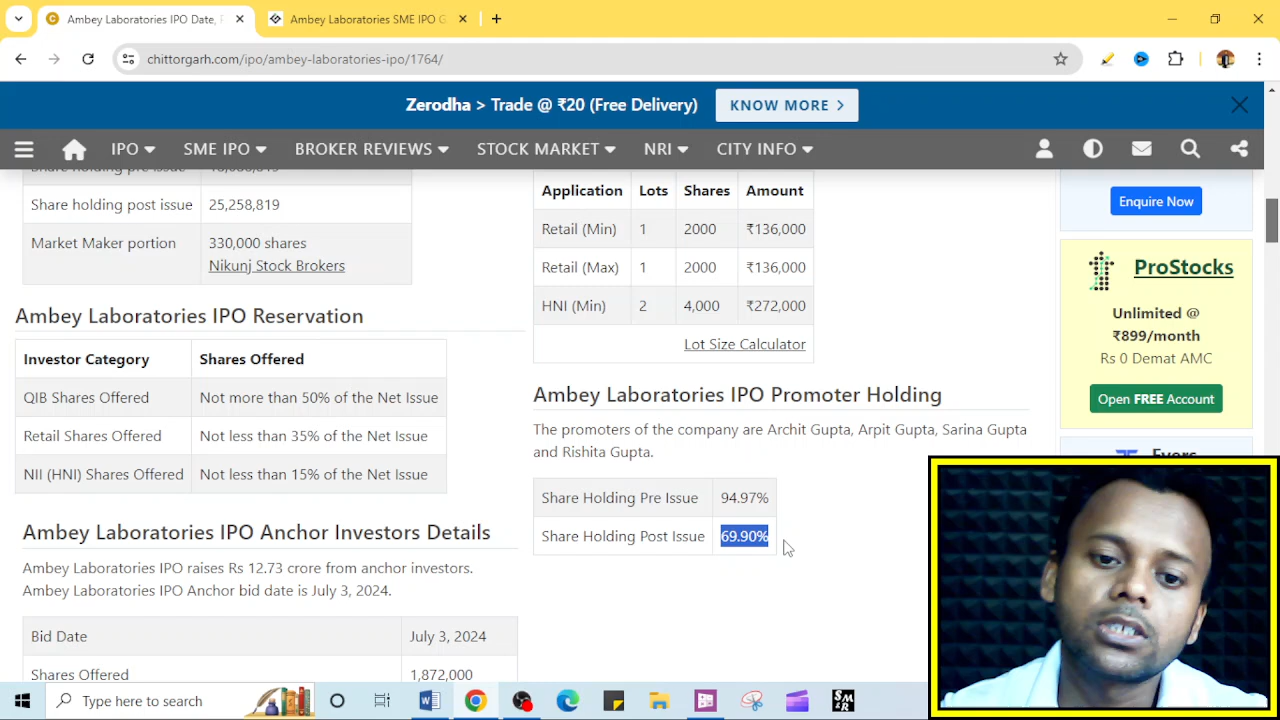 Ambey Laboratories IPO Date, P
Ambey Laboratories SME IPO G
chittorgarh.com/ipo/ambey-laboratories-ipo/1764/
Zerodha > Trade @ ₹20 (Free Delivery)
KNOW MORE >
IPO
SME IPO
BROKER REVIEWS
STOCK MARKET
NRI
CITY INFO
Share holding pre issue
Share holding post issue 25,258,819
Market Maker portion 330,000 shares
Nikunj Stock Brokers
Ambey Laboratories IPO Reservation
Investor Category Shares Offered
QIB Shares Offered Not more than 50% of the Net Issue
Retail Shares Offered Not less than 35% of the Net Issue
NII (HNI) Shares Offered Not less than 15% of the Net Issue
Ambey Laboratories IPO Anchor Investors Details
Ambey Laboratories IPO raises Rs 12.73 crore from anchor investors.
Ambey Laboratories IPO Anchor bid date is July 3, 2024.
Bid Date July 3, 2024
Shares Offered 1,872,000
Application Lots Shares Amount
Retail (Min) 1 2000 ₹136,000
Retail (Max) 1 2000 ₹136,000
HNI (Min) 2 4,000 ₹272,000
Lot Size Calculator
Ambey Laboratories IPO Promoter Holding
The promoters of the company are Archit Gupta, Arpit Gupta, Sarina Gupta
and Rishita Gupta.
Share Holding Pre Issue 94.97%
Share Holding Post Issue 69.90%
Enquire Now
ProStocks
Unlimited @
₹899/month
Rs 0 Demat AMC
Open FREE Account
Type here to search